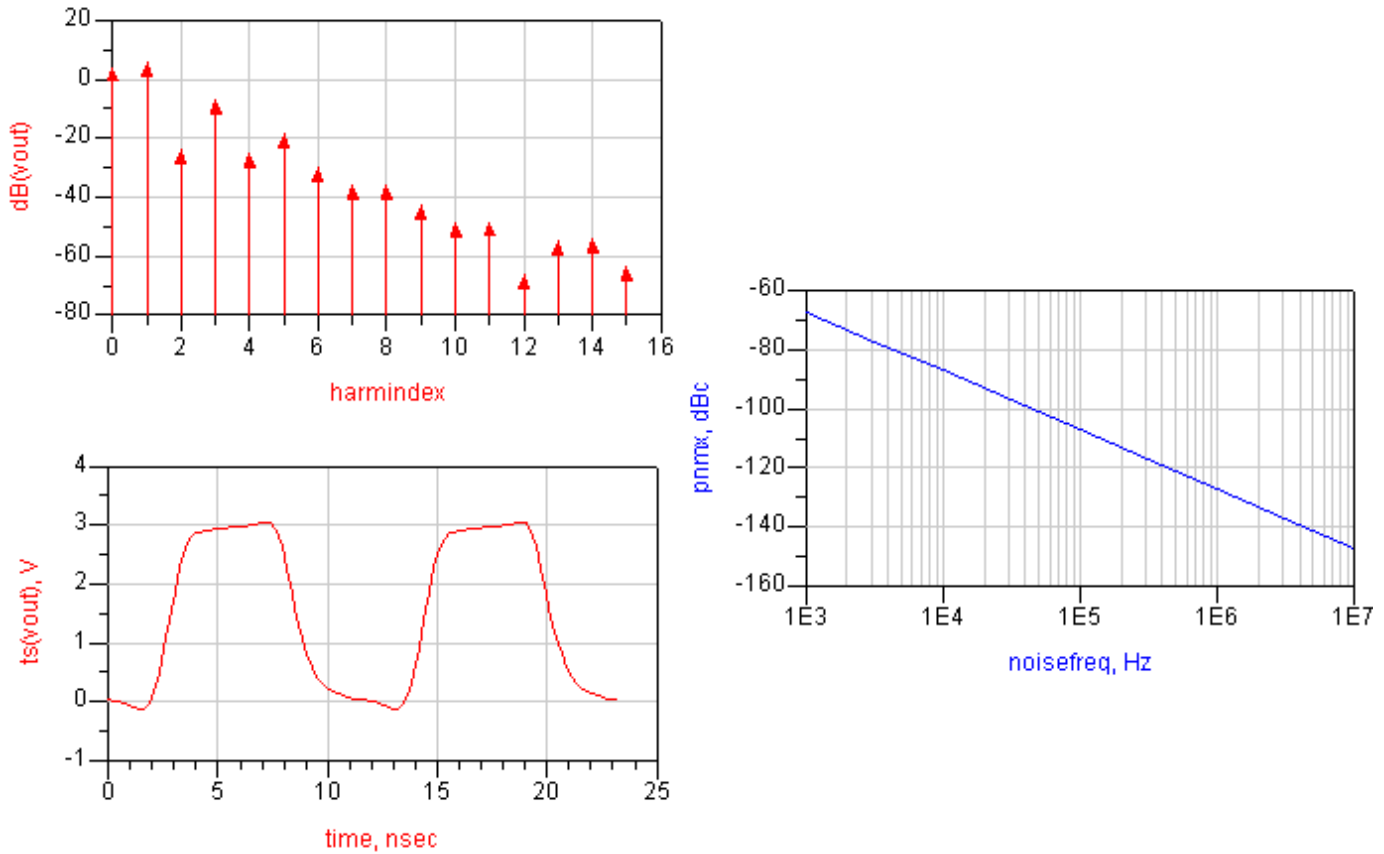 20
0
-20
-40
-60
-80
dB(vout)
0 2 4 6 8 10 12 14 16
harmindex
4
3
2
1
0
-1
ts(vout), V
0 5 10 15 20 25
time, nsec
-60
-80
-100
-120
-140
-160
pnmx, dBc
1E3 1E4 1E5 1E6 1E7
noisefreq, Hz